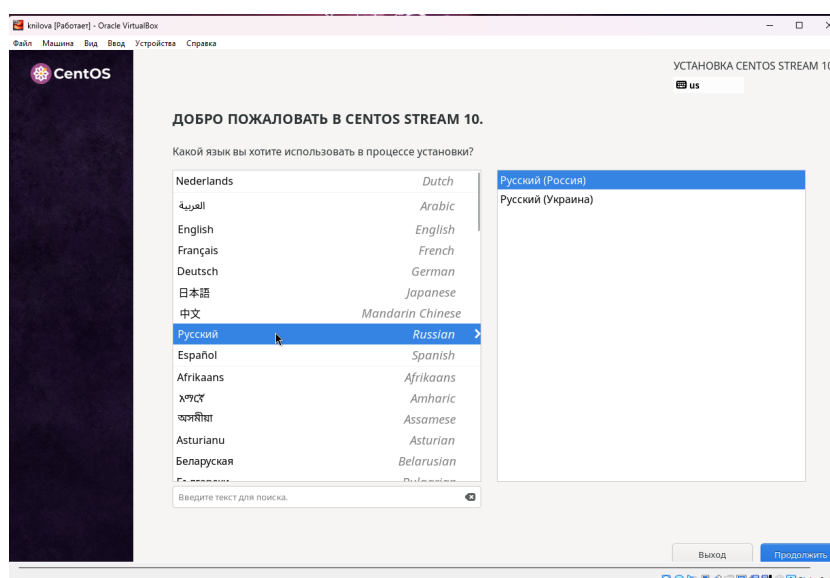 knilova [Работает] - Oracle VirtualBox
Файл Машина Вид Ввод Устройства Справка
CentOS
УСТАНОВКА CENTOS STREAM 10
us
ДОБРО ПОЖАЛОВАТЬ В CENTOS STREAM 10.
Какой язык вы хотите использовать в процессе установки?
Nederlands Dutch
العربية Arabic
English English
Français French
Deutsch German
日本語 Japanese
中文 Mandarin Chinese
Русский Russian
Español Spanish
Afrikaans Afrikaans
አማርኛ Amharic
অসমীয়া Assamese
Asturianu Asturian
Беларуская Belarusian
Български Bulgarian
Русский (Россия)
Русский (Украина)
Введите текст для поиска.
Выход
Продолжить